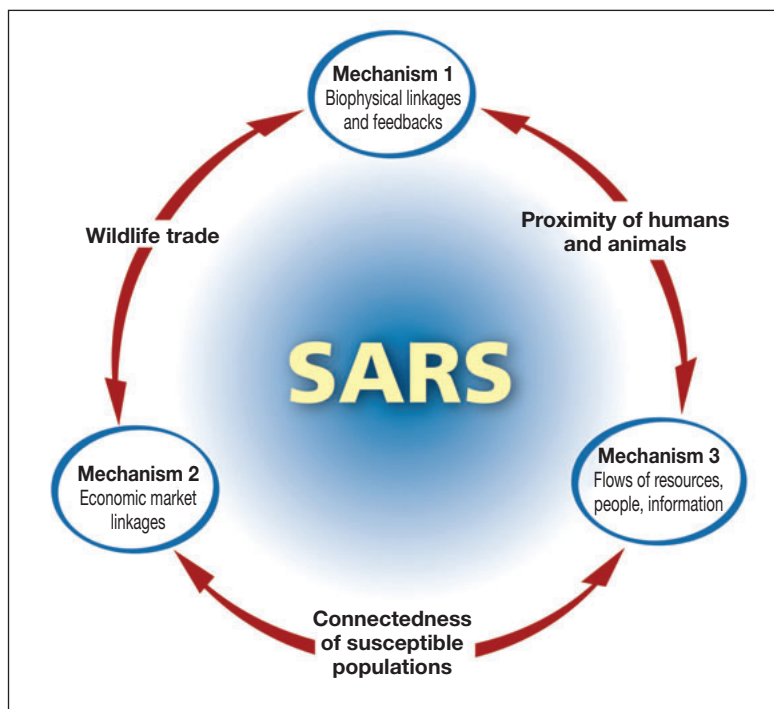 Mechanism 1
Biophysical linkages
and feedbacks
Wildlife trade
Proximity of humans
and animals
SARS
Mechanism 2
Economic market
linkages
Mechanism 3
Flows of resources,
people, information
Connectedness
of susceptible
populations